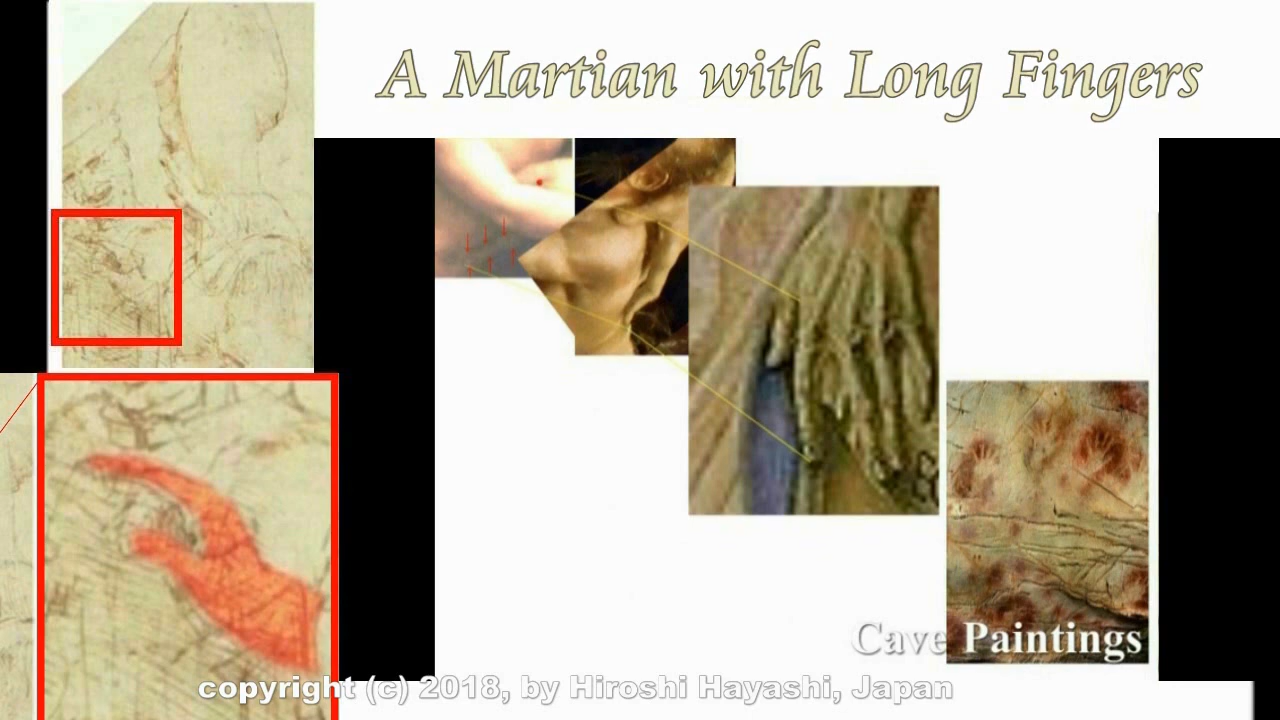 A Martian with Long Fingers
Cave Paintings
copyright (c) 2018, by Hiroshi Hayashi, Japan